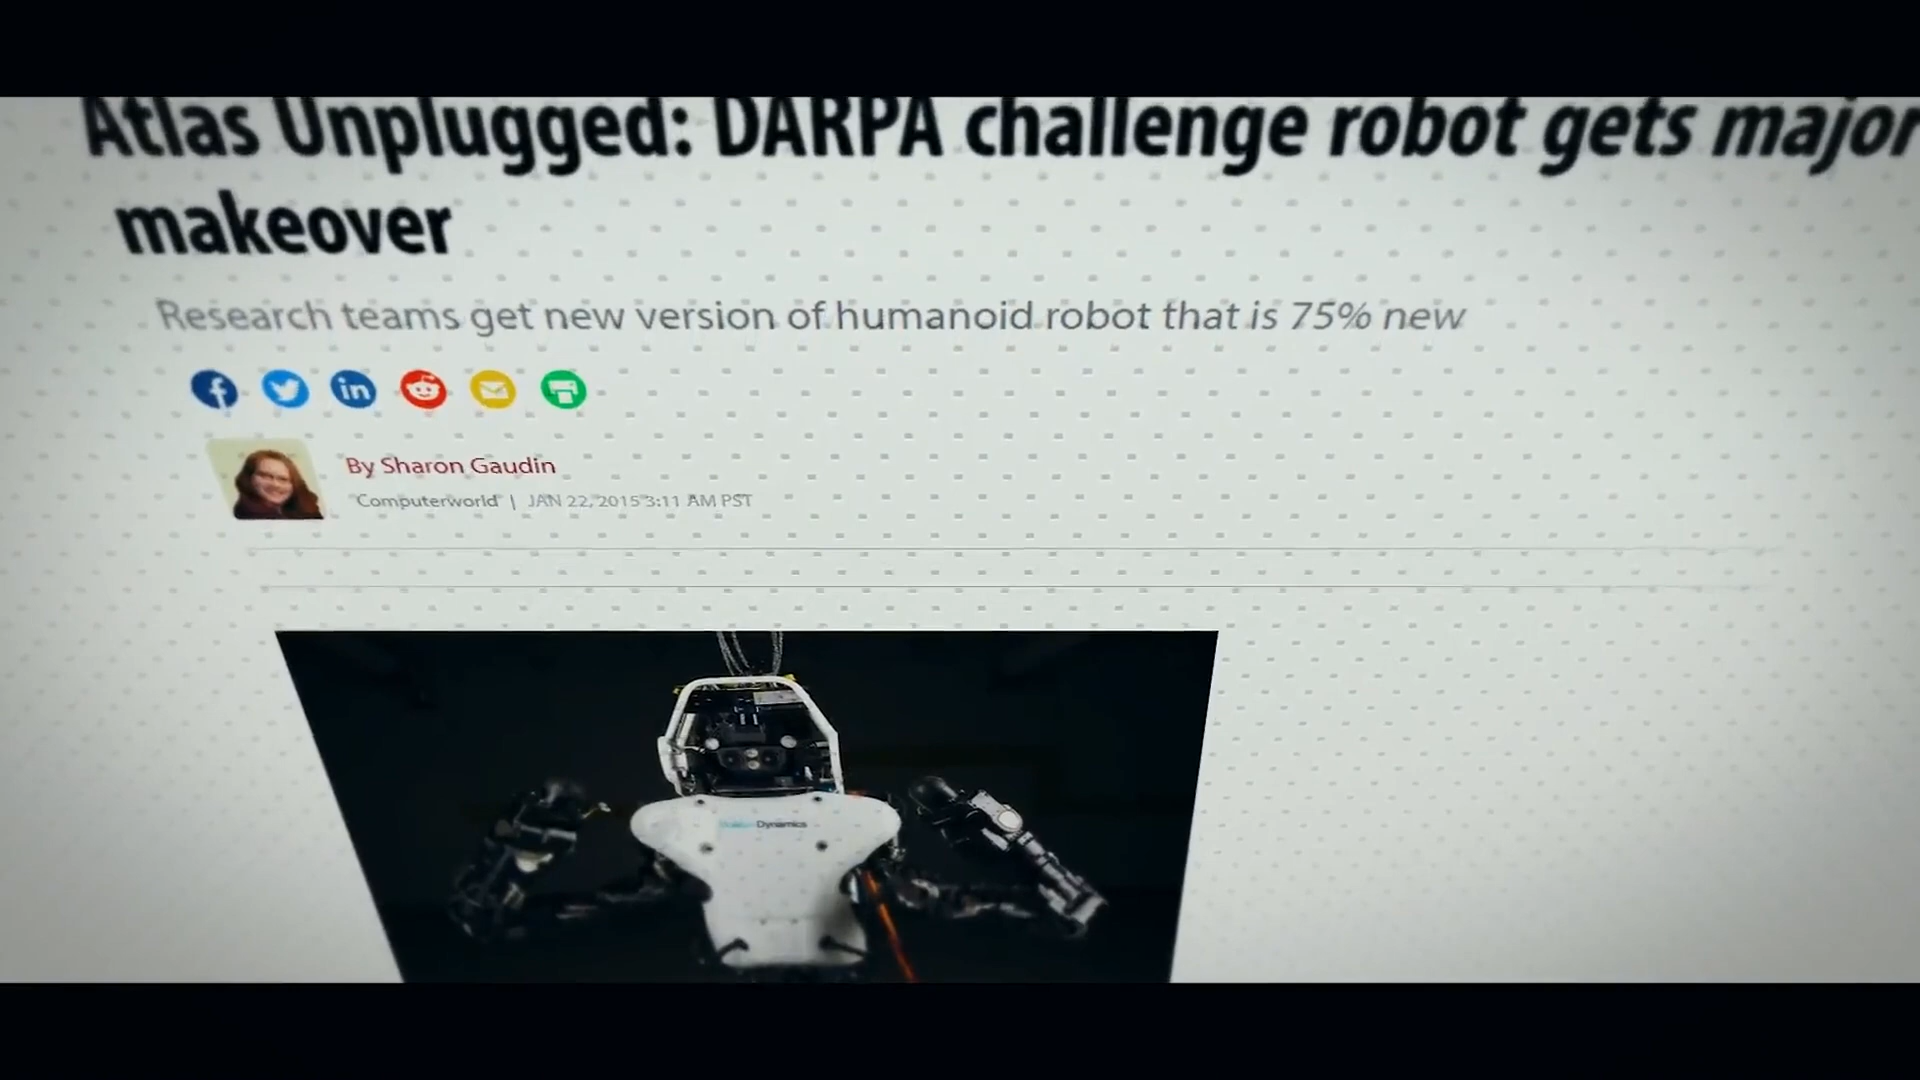 Atlas Unplugged: DARPA challenge robot gets major
makeover
Research teams get new version of humanoid robot that is 75% new
By Sharon Gaudin
Computerworld | JAN 22, 2015 3:11 AM PST
Dynamics